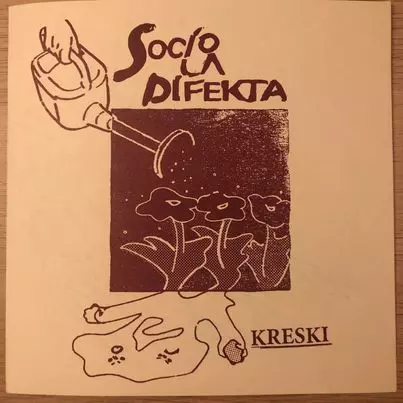 SOCIO
LA
DIFEKTA
KRESKI